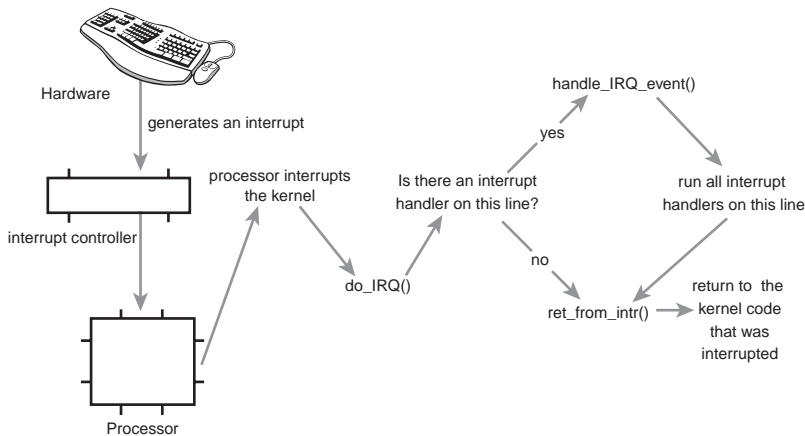 Hardware
generates an interrupt
interrupt controller
Processor
processor interrupts
the kernel
do_IRQ()
Is there an interrupt
handler on this line?
yes
no
handle_IRQ_event()
run all interrupt
handlers on this line
ret_from_intr()
return to the
kernel code
that was
interrupted